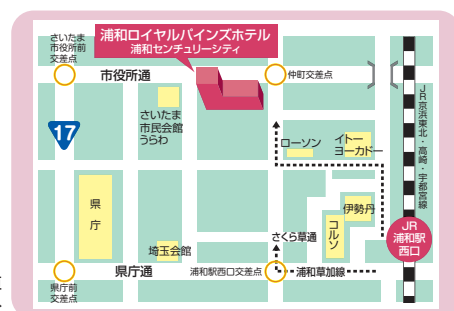 さいたま
市役所前
交差点
浦和ロイヤルパインズホテル
浦和センチュリーシティ
市役所通
仲町交差点
さいたま
市民会館
うらわ
17
ローソン
イトー
ヨーカドー
JR京浜東北・高崎・宇都宮線
県
庁
伊勢丹
コルソ
さくら草通
JR
浦和駅
西口
埼玉会館
県庁通
浦和駅西口交差点
浦和草加線
県庁前
交差点